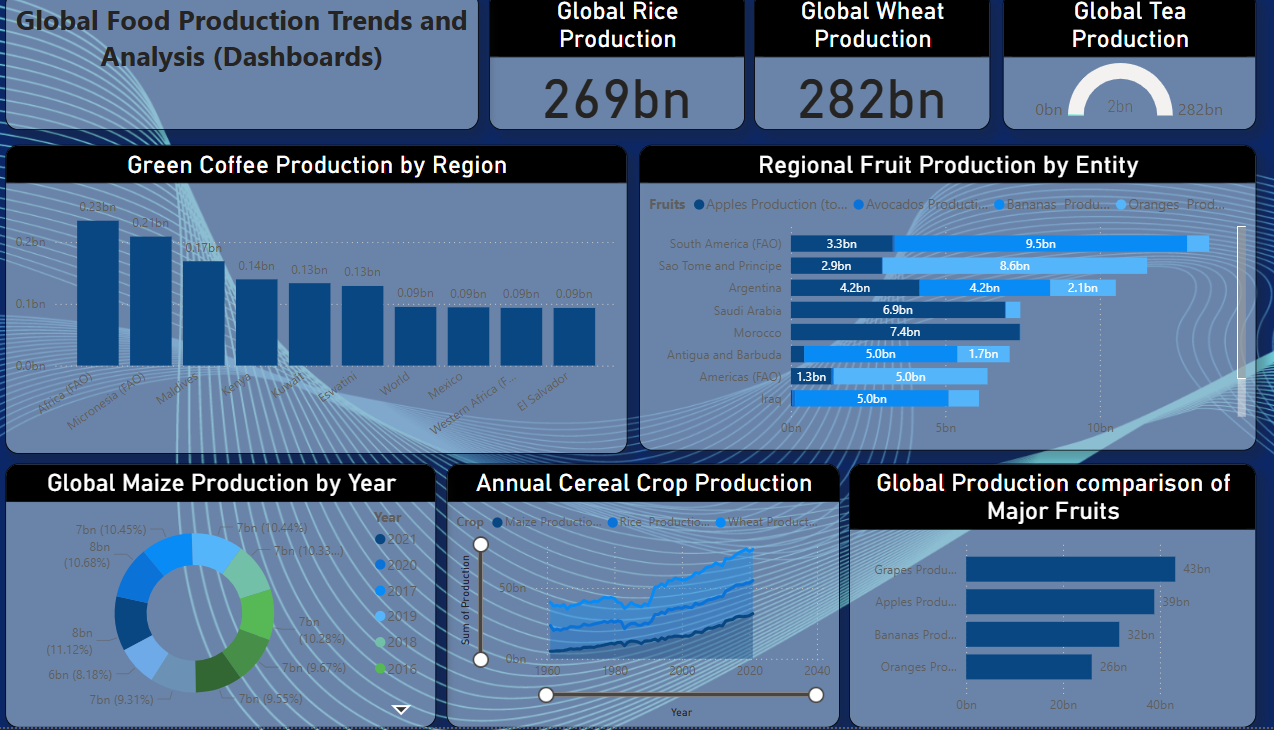 Global Food Production Trends and
Analysis (Dashboards)
Global Rice
Production
269bn
Global Wheat
Production
282bn
Global Tea
Production
0bn
2bn
282bn
Green Coffee Production by Region
0.2bn
0.1bn
0.0bn
0.23bn
0.21bn
0.17bn
0.14bn
0.13bn
0.13bn
0.09bn
0.09bn
0.09bn
0.09bn
Africa (FAO)
Micronesia (FAO)
Maldives
Kenya
Kuwait
Eswatini
World
Mexico
Western Africa (F...
El Salvador
Regional Fruit Production by Entity
Fruits Apples Production (to... Avocados Producti... Bananas Produ... Oranges Prod...
South America (FAO) 3.3bn 9.5bn
Sao Tome and Principe 2.9bn 8.6bn
Argentina 4.2bn 4.2bn 2.1bn
Saudi Arabia 6.9bn
Morocco 7.4bn
Antigua and Barbuda 5.0bn 1.7bn
Americas (FAO) 1.3bn 5.0bn
Iraq 5.0bn
0bn 5bn 10bn
Global Maize Production by Year
7bn (10.45%)
8bn
(10.68%)
8bn
(11.12%)
6bn (8.18%)
7bn (9.31%)
7bn (10.44%)
7bn (10.33...)
7bn
(10.28%)
7bn (9.67%)
7bn (9.55%)
Year
2021
2020
2017
2019
2018
2016
Annual Cereal Crop Production
Crop Maize Productio... Rice Productio... Wheat Product...
Sum of Production
50bn
0bn
1960 1980 2000 2020 2040
Year
Global Production comparison of
Major Fruits
Grapes Produ... 43bn
Apples Produ... 39bn
Bananas Prod... 32bn
Oranges Pro... 26bn
0bn 20bn 40bn